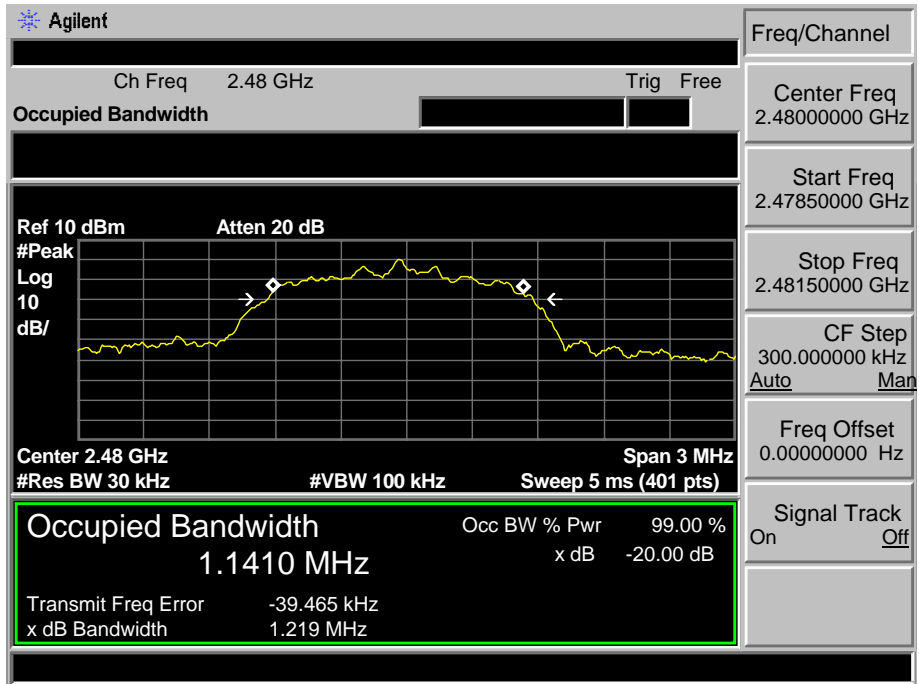 Agilent
Freq/Channel
Ch Freq 2.48 GHz Trig Free
Occupied Bandwidth
Center Freq
2.48000000 GHz
Start Freq
2.47850000 GHz
Stop Freq
2.48150000 GHz
CF Step
300.000000 kHz
Auto Man
Freq Offset
0.00000000 Hz
Signal Track
On Off
Ref 10 dBm Atten 20 dB
#Peak
Log
10
dB/
Center 2.48 GHz Span 3 MHz
#Res BW 30 kHz #VBW 100 kHz Sweep 5 ms (401 pts)
Occupied Bandwidth Occ BW % Pwr 99.00 %
1.1410 MHz x dB -20.00 dB
Transmit Freq Error -39.465 kHz
x dB Bandwidth 1.219 MHz